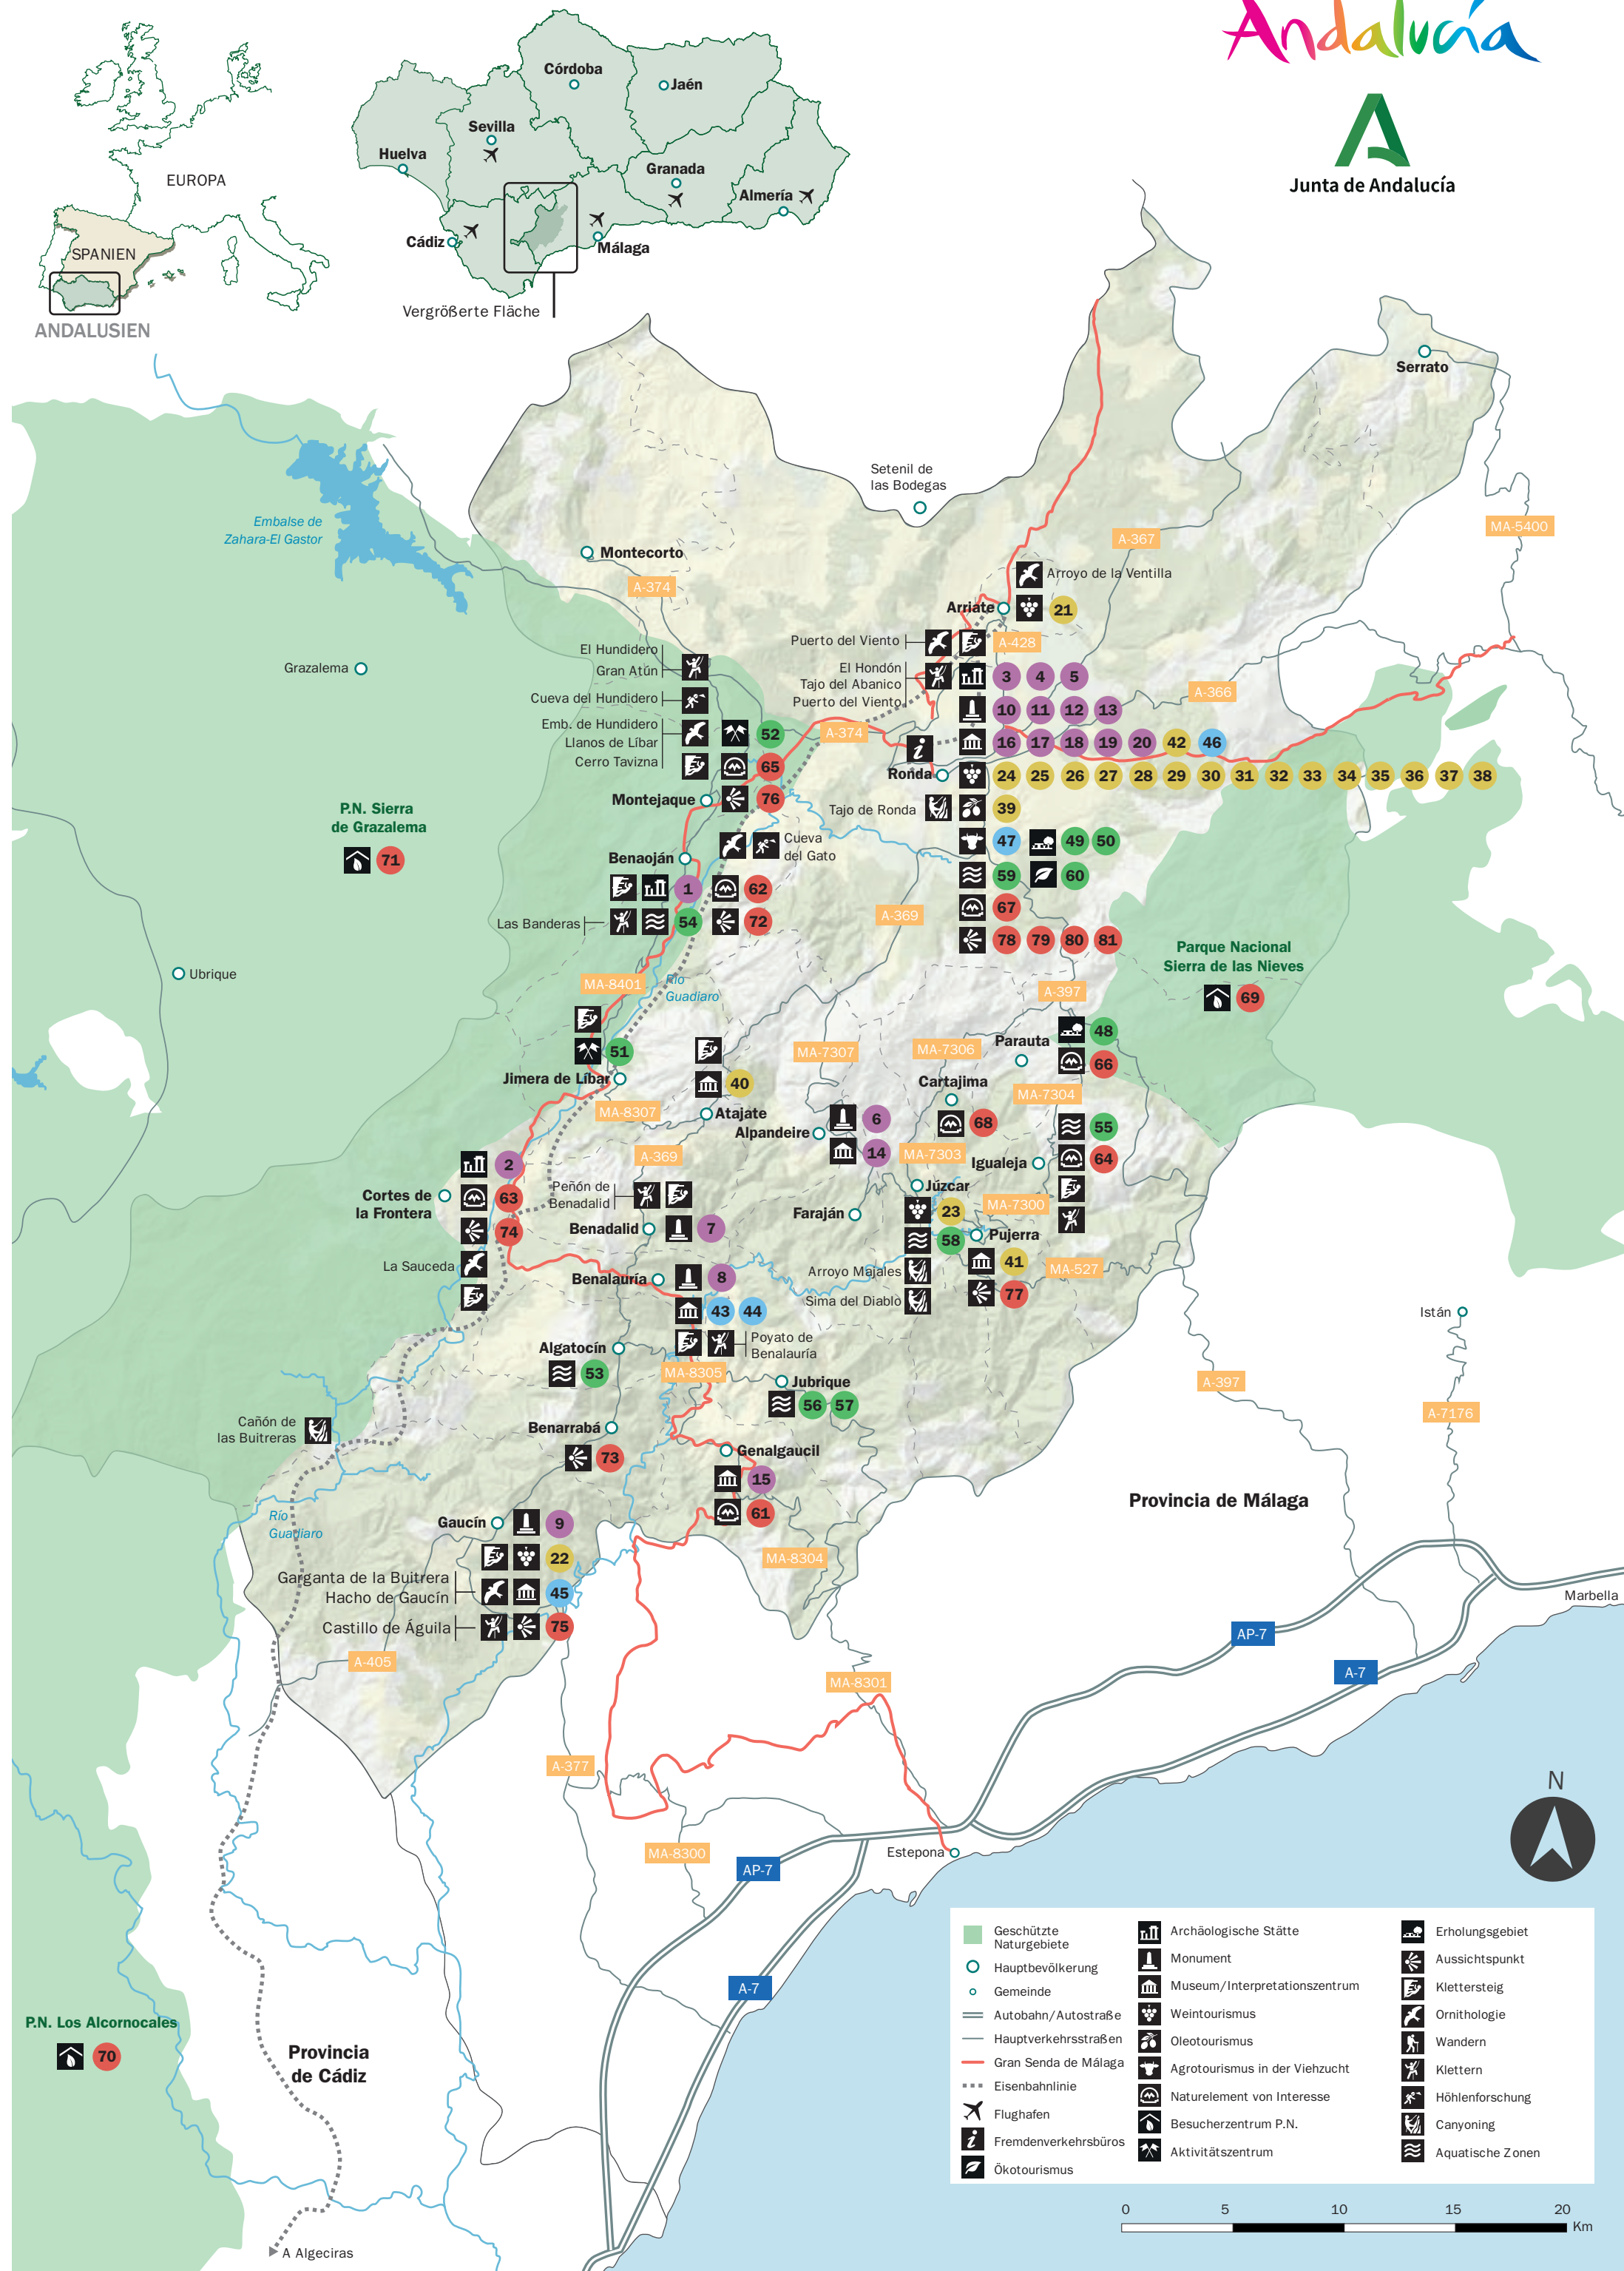 Andalucía
Junta de Andalucía
EUROPA
SPANIEN
ANDALUSIEN
Córdoba
Jaén
Sevilla
Huelva
Granada
Almería
Cádiz
Málaga
Vergrößerte Fläche
Serrato
Setenil de
las Bodegas
Embalse de
Zahara-El Gastor
MA-5400
A-367
Montecorto
A-374
Arroyo de la Ventilla
Arriate
21
Puerto del Viento
A-428
El Hundidero
Gran Atún
Grazalema
El Hondón
Tajo del Abanico
Puerto del Viento
3 4 5
A-366
Cueva del Hundidero
10 11 12 13
Emb. de Hundidero
Llanos de Líbar
Cerro Tavizna
52
A-374
16 17 18 19 20 42 46
65
Ronda
24 25 26 27 28 29 30 31 32 33 34 35 36 37 38
Montejaque
76
Tajo de Ronda
39
P.N. Sierra
de Grazalema
71
Cueva
del Gato
47
49 50
Benaoján
1
62
59
60
67
Las Banderas
54
72
A-369
78 79 80 81
Parque Nacional
Sierra de las Nieves
69
Ubrique
MA-8401
Río
Guadiaro
A-397
51
MA-7307
MA-7306
Parauta
48
66
Jimera de Líbar
40
Cartajima
MA-7304
MA-8307
Atajate
Alpandeire
6
68
55
14
MA-7303
Igualeja
64
A-369
2
Cortes de
la Frontera
63
74
Peñón de
Benadalid
Júzcar
23
MA-7300
Faraján
Benadalid
7
58
Pujerra
41
MA-527
La Sauceda
Benalauría
8
Arroyo Majales
77
Sima del Diablo
43 44
Istán
Poyato de
Benalauría
Algatocín
53
MA-8305
Jubrique
56 57
A-397
A-7176
Cañón de
las Buitreras
Benarrabá
73
Genalgaucil
15
61
Provincia de Málaga
Río
Guadiaro
Gaucín
9
22
MA-8304
Garganta de la Buitrera
Hacho de Gaucín
45
Castillo de Águila
75
A-405
Marbella
AP-7
A-7
MA-8301
A-377
MA-8300
Estepona
AP-7
A-7
N
P.N. Los Alcornocales
70
Provincia
de Cádiz
A Algeciras
Geschützte
Naturgebiete
Hauptbevölkerung
Gemeinde
Autobahn/Autostraße
Hauptverkehrsstraßen
Gran Senda de Málaga
Eisenbahnlinie
Flughafen
Fremdenverkehrsbüros
Ökotourismus
Archäologische Stätte
Monument
Museum/Interpretationszentrum
Weintourismus
Oleotourismus
Agrotourismus in der Viehzucht
Naturelement von Interesse
Besucherzentrum P.N.
Aktivitätszentrum
Erholungsgebiet
Aussichtspunkt
Klettersteig
Ornithologie
Wandern
Klettern
Höhlenforschung
Canyoning
Aquatische Zonen
0 5 10 15 20
Km